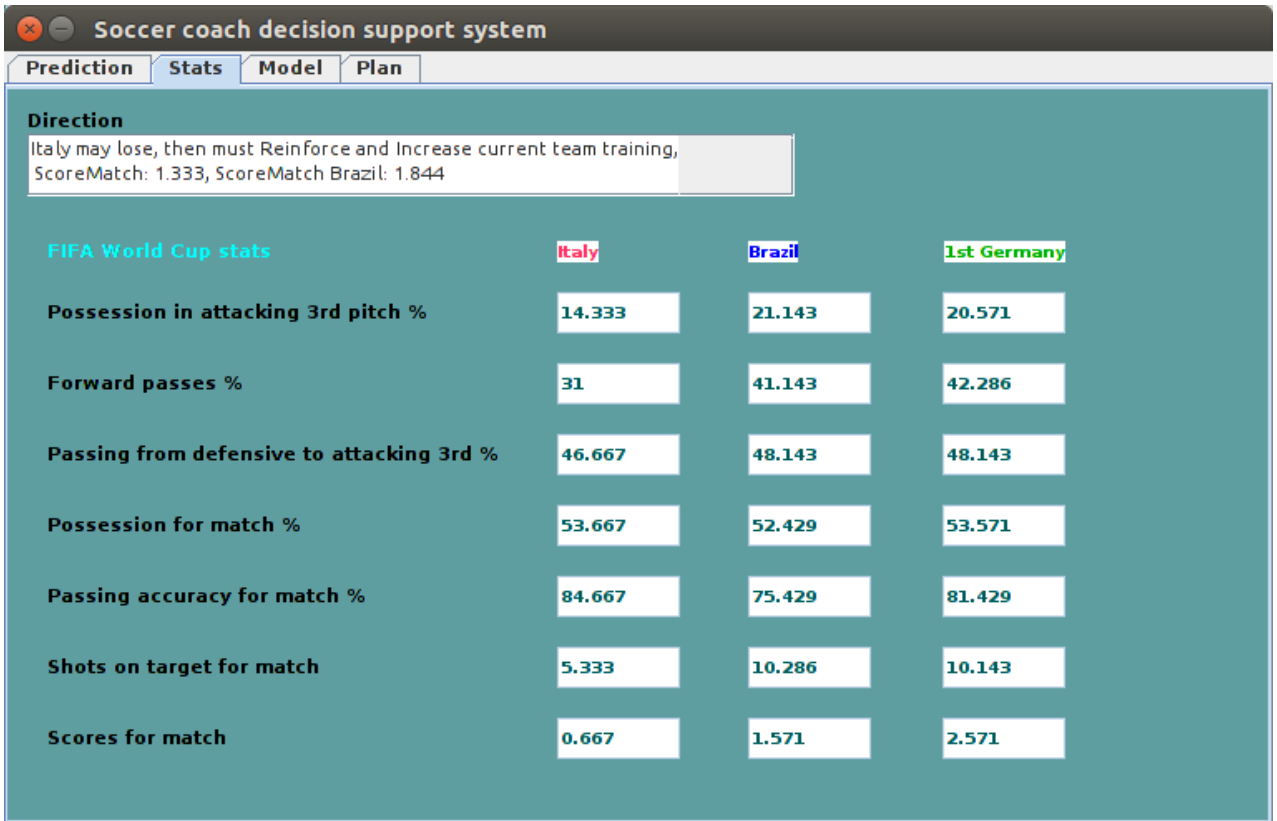 Soccer coach decision support system
Prediction Stats Model Plan
Direction
Italy may lose, then must Reinforce and Increase current team training,
ScoreMatch: 1.333, ScoreMatch Brazil: 1.844
FIFA World Cup stats Italy Brazil 1st Germany
Possession in attacking 3rd pitch % 14.333 21.143 20.571
Forward passes % 31 41.143 42.286
Passing from defensive to attacking 3rd % 46.667 48.143 48.143
Possession for match % 53.667 52.429 53.571
Passing accuracy for match % 84.667 75.429 81.429
Shots on target for match 5.333 10.286 10.143
Scores for match 0.667 1.571 2.571